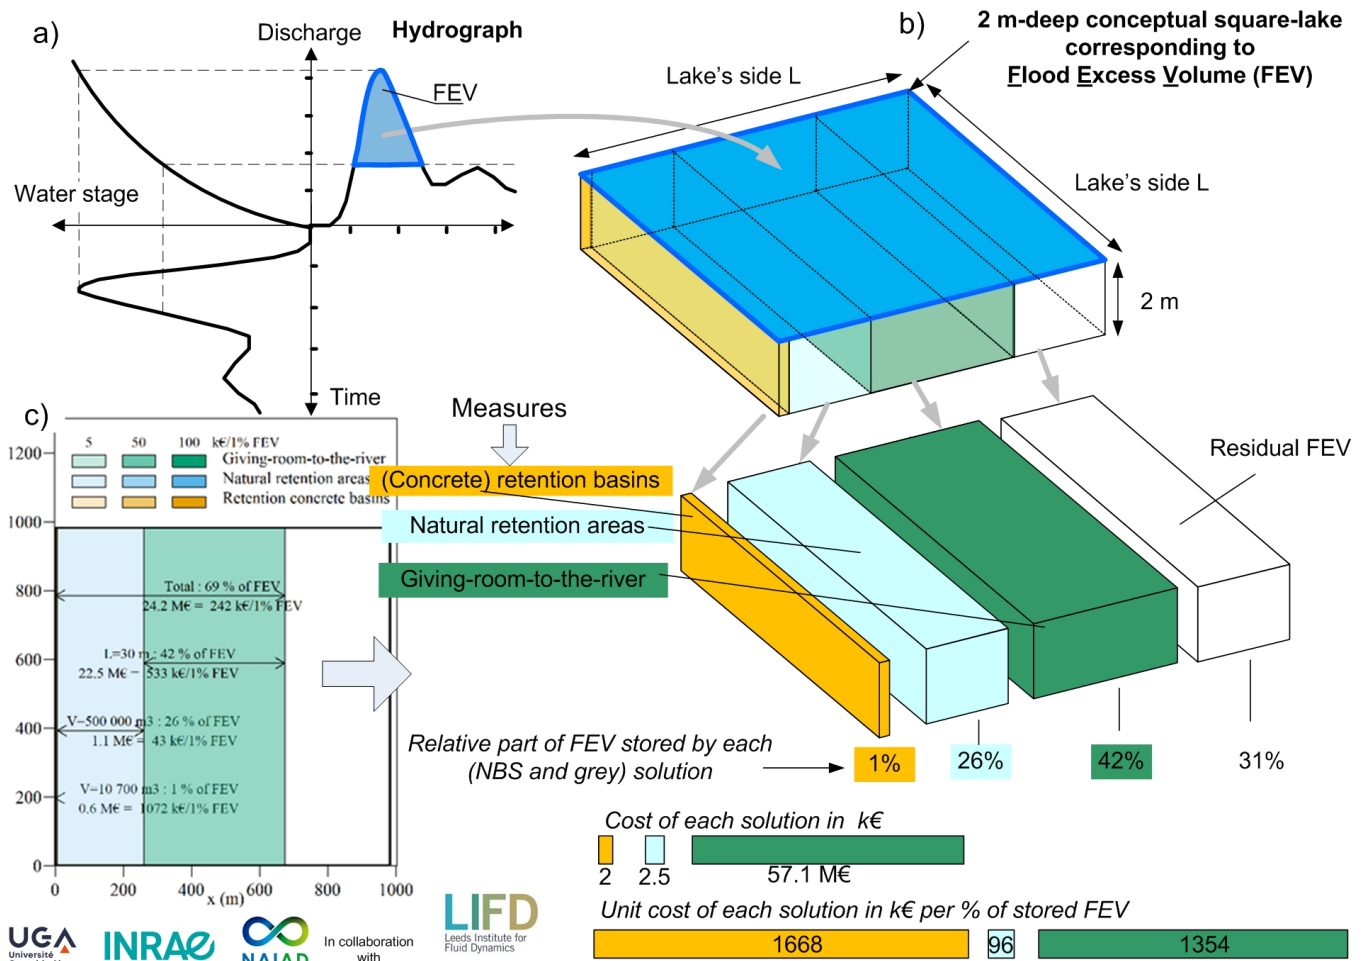 a)
Discharge
Hydrograph
FEV
Water stage
Time
b)
2 m-deep conceptual square-lake
corresponding to
Flood Excess Volume (FEV)
Lake's side L
Lake's side L
2 m
c)
5 50 100 k€/1% FEV
Giving-room-to-the-river
Natural retention areas
Retention concrete basins
1200
1000
800
600
400
200
0
Total : 69 % of FEV
24.2 M€ = 242 k€/1% FEV
L=30 m : 42 % of FEV
22.5 M€ = 533 k€/1% FEV
V=500 000 m3 : 26 % of FEV
1.1 M€ = 43 k€/1% FEV
V=10 700 m3 : 1 % of FEV
0.6 M€ = 1072 k€/1% FEV
0 200 400 600 800 1000
x (m)
Measures
(Concrete) retention basins
Natural retention areas
Giving-room-to-the-river
Residual FEV
Relative part of FEV stored by each
(NBS and grey) solution
1% 26% 42% 31%
Cost of each solution in k€
2 2.5 57.1 M€
Unit cost of each solution in k€ per % of stored FEV
1668 96 1354
UGA
Université
INRAE
NAIAD
In collaboration
with
LIFD
Leeds Institute for
Fluid Dynamics